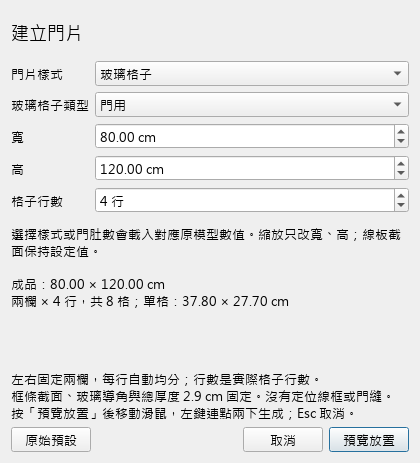 建立門片
門片樣式 玻璃格子
玻璃格子類型 門用
寬 80.00 cm
高 120.00 cm
格子行數 4 行
選擇樣式或門肚數會載入對應原模型數值。縮放只改寬、高；線板截
面保持設定值。
成品：80.00 × 120.00 cm
兩欄 × 4 行，共 8 格；單格：37.80 × 27.70 cm
左右固定兩欄，每行自動均分；行數是實際格子行數。
框條截面、玻璃導角與總厚度 2.9 cm 固定。沒有定位線框或門縫。
按「預覽放置」後移動滑鼠，左鍵連點兩下生成；Esc 取消。
原始預設 取消 預覽放置